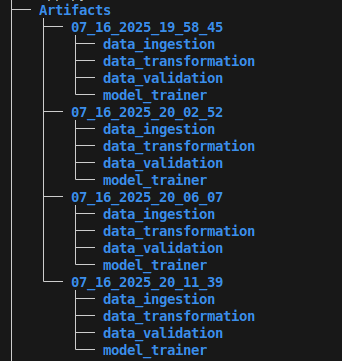 Artifacts
07_16_2025_19_58_45
data_ingestion
data_transformation
data_validation
model_trainer
07_16_2025_20_02_52
data_ingestion
data_transformation
data_validation
model_trainer
07_16_2025_20_06_07
data_ingestion
data_transformation
data_validation
model_trainer
07_16_2025_20_11_39
data_ingestion
data_transformation
data_validation
model_trainer